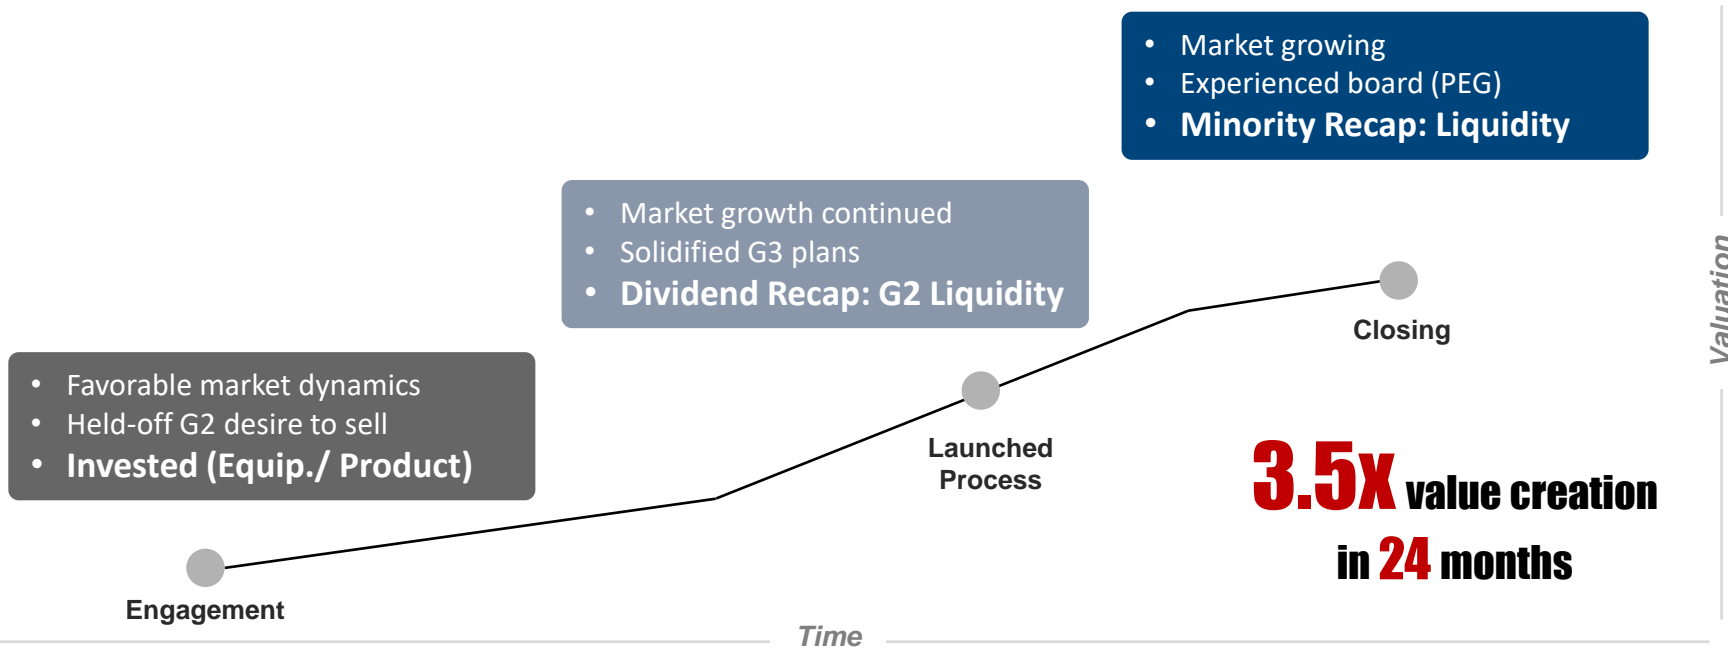 • Market growing
• Experienced board (PEG)
• Minority Recap: Liquidity
• Market growth continued
• Solidified G3 plans
• Dividend Recap: G2 Liquidity
• Favorable market dynamics
• Held-off G2 desire to sell
• Invested (Equip./ Product)
Closing
Launched
Process
Engagement
3.5x value creation
in 24 months
Time
Valuation